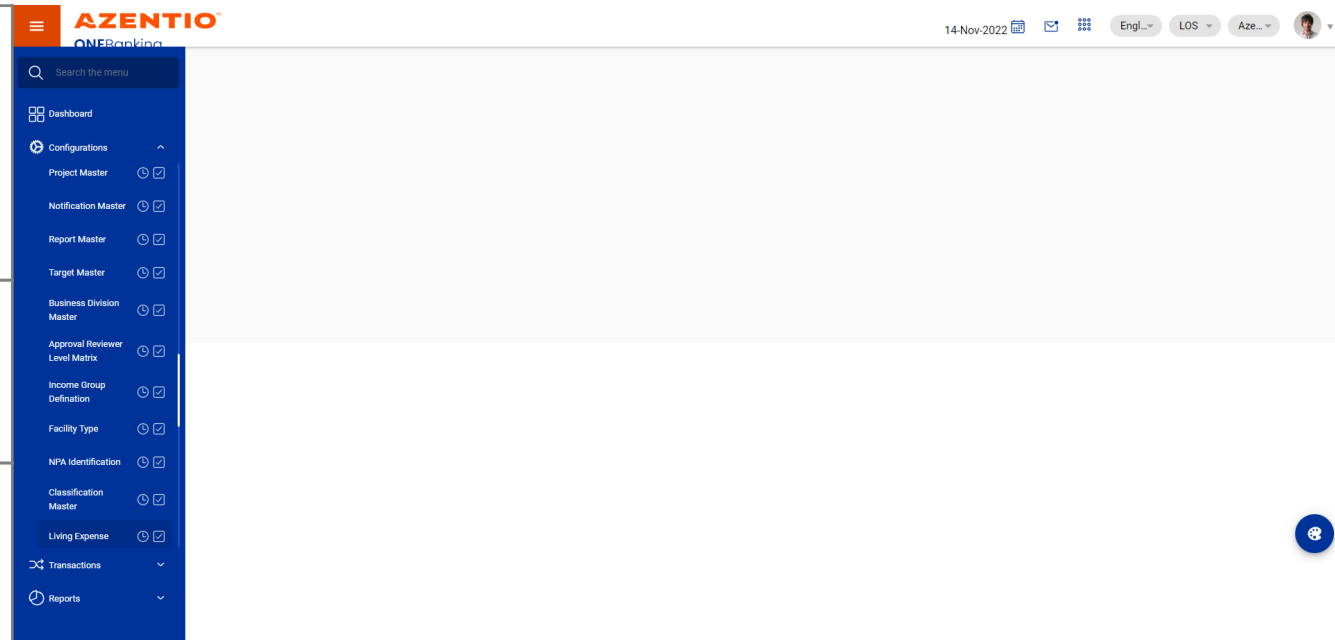 AZENTIO™
ONEBanking
14-Nov-2022
Engl...
LOS
Aze...
Search the menu
Dashboard
Configurations
Project Master
Notification Master
Report Master
Target Master
Business Division
Master
Approval Reviewer
Level Matrix
Income Group
Defination
Facility Type
NPA Identification
Classification
Master
Living Expense
Transactions
Reports